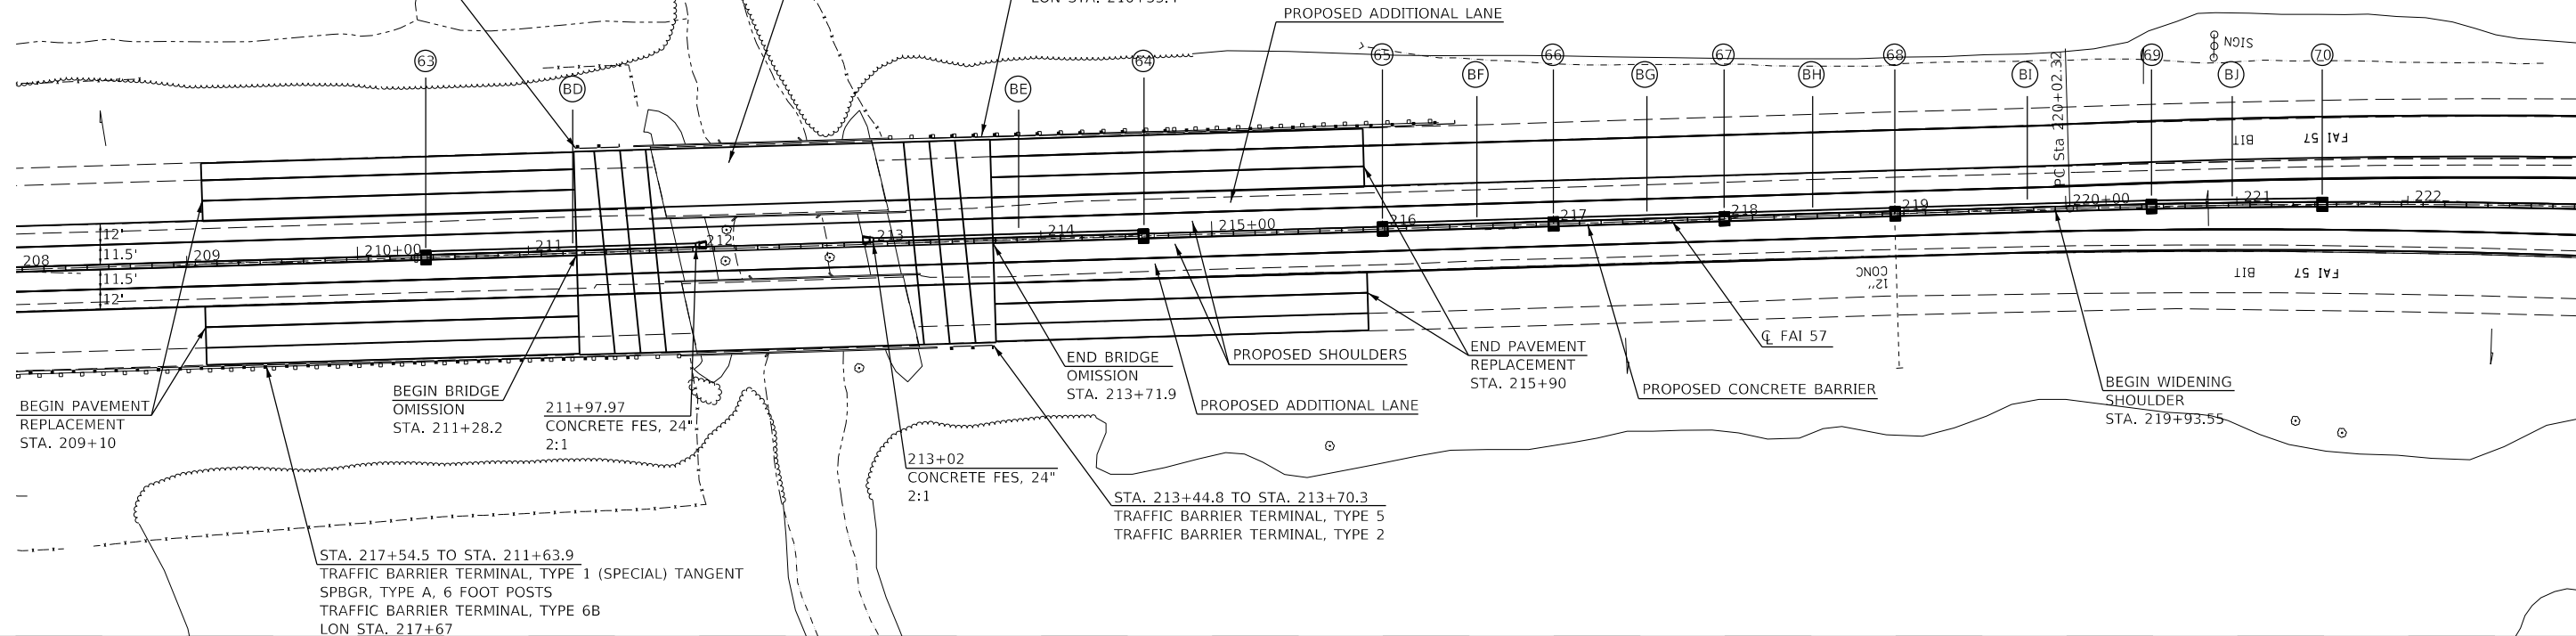 PROPOSED ADDITIONAL LANE
63
BD
BE
64
65
BF
66
BG
67
BH
68
BI
PC Sta 220+02.32
69
BJ
70
SIGN
BIT
FAI 57
12'
11.5'
11.5'
12'
208
209
210+00
211
212
213
214
215+00
216
217
218
219
220+00
221
222
12" CONC
BIT
FAI 57
℄ FAI 57
BEGIN PAVEMENT
REPLACEMENT
STA. 209+10
BEGIN BRIDGE
OMISSION
STA. 211+28.2
211+97.97
CONCRETE FES, 24"
2:1
213+02
CONCRETE FES, 24"
2:1
END BRIDGE
OMISSION
STA. 213+71.9
PROPOSED SHOULDERS
PROPOSED ADDITIONAL LANE
END PAVEMENT
REPLACEMENT
STA. 215+90
PROPOSED CONCRETE BARRIER
BEGIN WIDENING
SHOULDER
STA. 219+93.55
STA. 213+44.8 TO STA. 213+70.3
TRAFFIC BARRIER TERMINAL, TYPE 5
TRAFFIC BARRIER TERMINAL, TYPE 2
STA. 217+54.5 TO STA. 211+63.9
TRAFFIC BARRIER TERMINAL, TYPE 1 (SPECIAL) TANGENT
SPBGR, TYPE A, 6 FOOT POSTS
TRAFFIC BARRIER TERMINAL, TYPE 6B
LON STA. 217+67